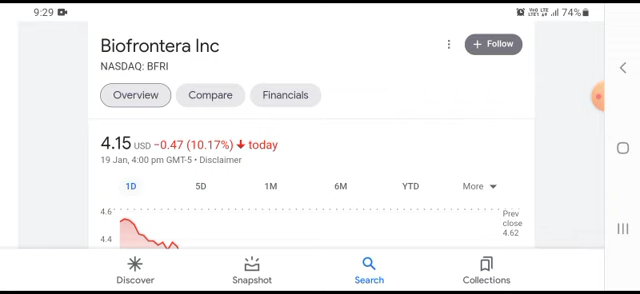 9:29 74%
Biofrontera Inc
+ Follow
NASDAQ: BFRI
Overview Compare Financials
4.15 USD −0.47 (10.17%) ↓ today
19 Jan, 4:00 pm GMT-5 • Disclaimer
1D 5D 1M 6M YTD More
4.6
Prev
close
4.62
4.4
Discover Snapshot Search Collections